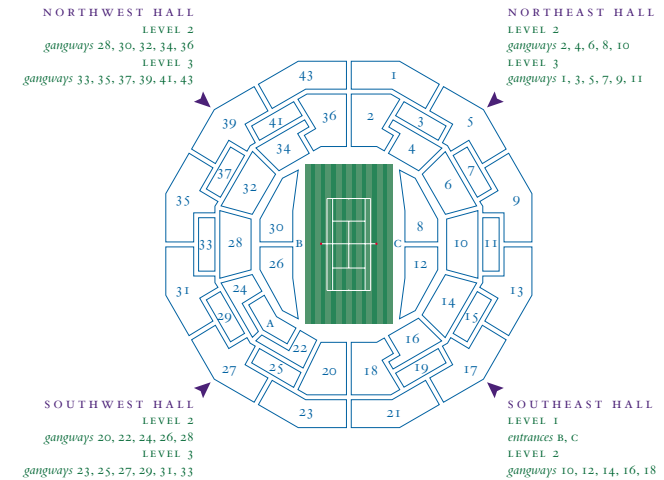 NORTHWEST HALL
LEVEL 2
gangways 28, 30, 32, 34, 36
LEVEL 3
gangways 33, 35, 37, 39, 41, 43
NORTHEAST HALL
LEVEL 2
gangways 2, 4, 6, 8, 10
LEVEL 3
gangways 1, 3, 5, 7, 9, 11
43
1
41
36
2
3
39
5
34
4
37
7
32
6
35
9
30
8
33
28
B
C
10
11
26
12
31
24
14
13
29
A
15
22
16
27
25
20
18
19
17
23
21
SOUTHWEST HALL
LEVEL 2
gangways 20, 22, 24, 26, 28
LEVEL 3
gangways 23, 25, 27, 29, 31, 33
SOUTHEAST HALL
LEVEL 1
entrances B, C
LEVEL 2
gangways 10, 12, 14, 16, 18